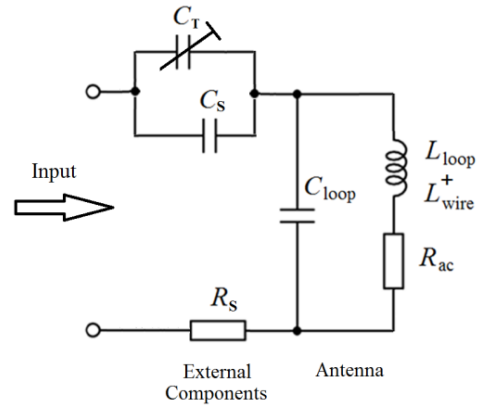 C_T
C_S
Input
C_loop
L_loop
+
L_wire
R_ac
R_S
External
Components
Antenna